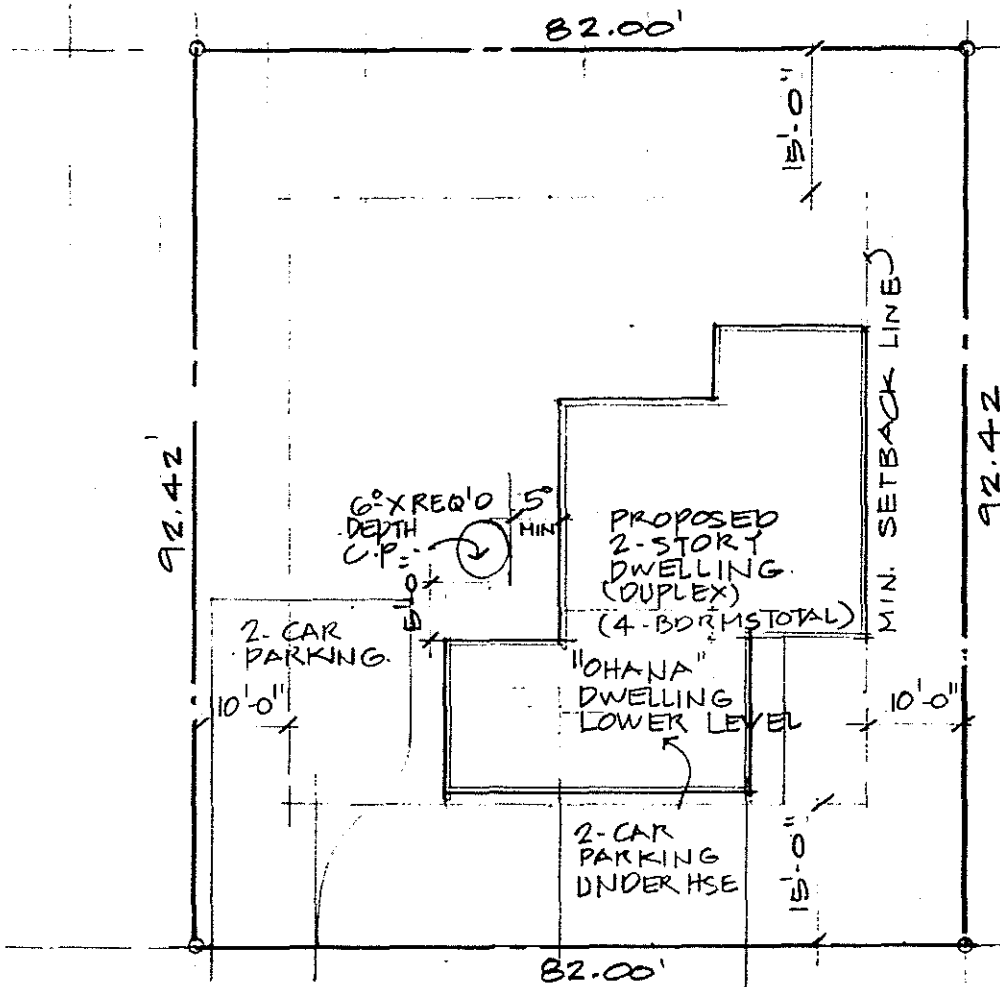 82.00'
15'-0"
MIN. SETBACK LINE
92.42'
92.42
6° X REQ'D
DEPTH
C.P.
5°
MIN
5'-0
PROPOSED
2-STORY
DWELLING.
(DUPLEX)
(4-BDRMS TOTAL)
2-CAR
PARKING.
"OHANA"
DWELLING
LOWER LEVEL
10'-0"
10'-0"
2-CAR
PARKING
UNDER HSE
15'-0"
82.00'